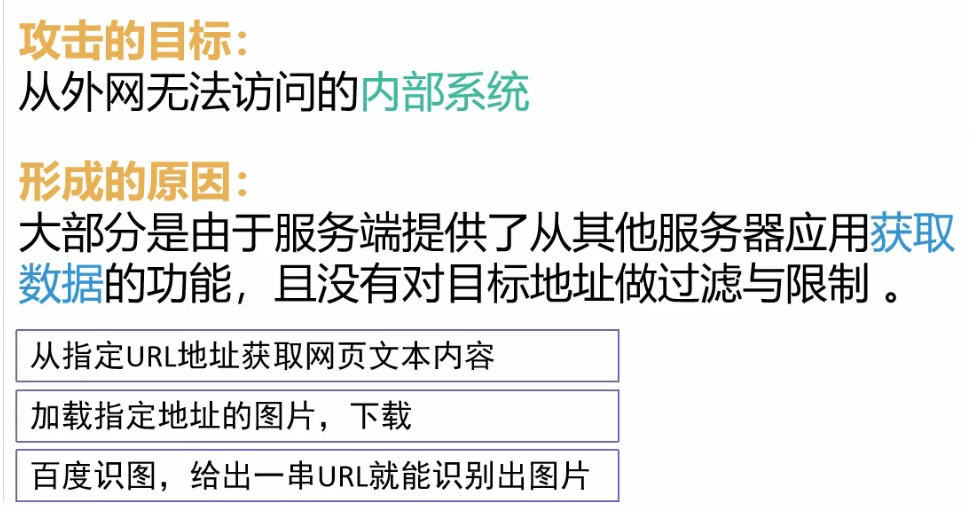 攻击的目标：
从外网无法访问的内部系统
形成的原因：
大部分是由于服务端提供了从其他服务器应用获取
数据的功能，且没有对目标地址做过滤与限制 。
从指定URL地址获取网页文本内容
加载指定地址的图片，下载
百度识图，给出一串URL就能识别出图片